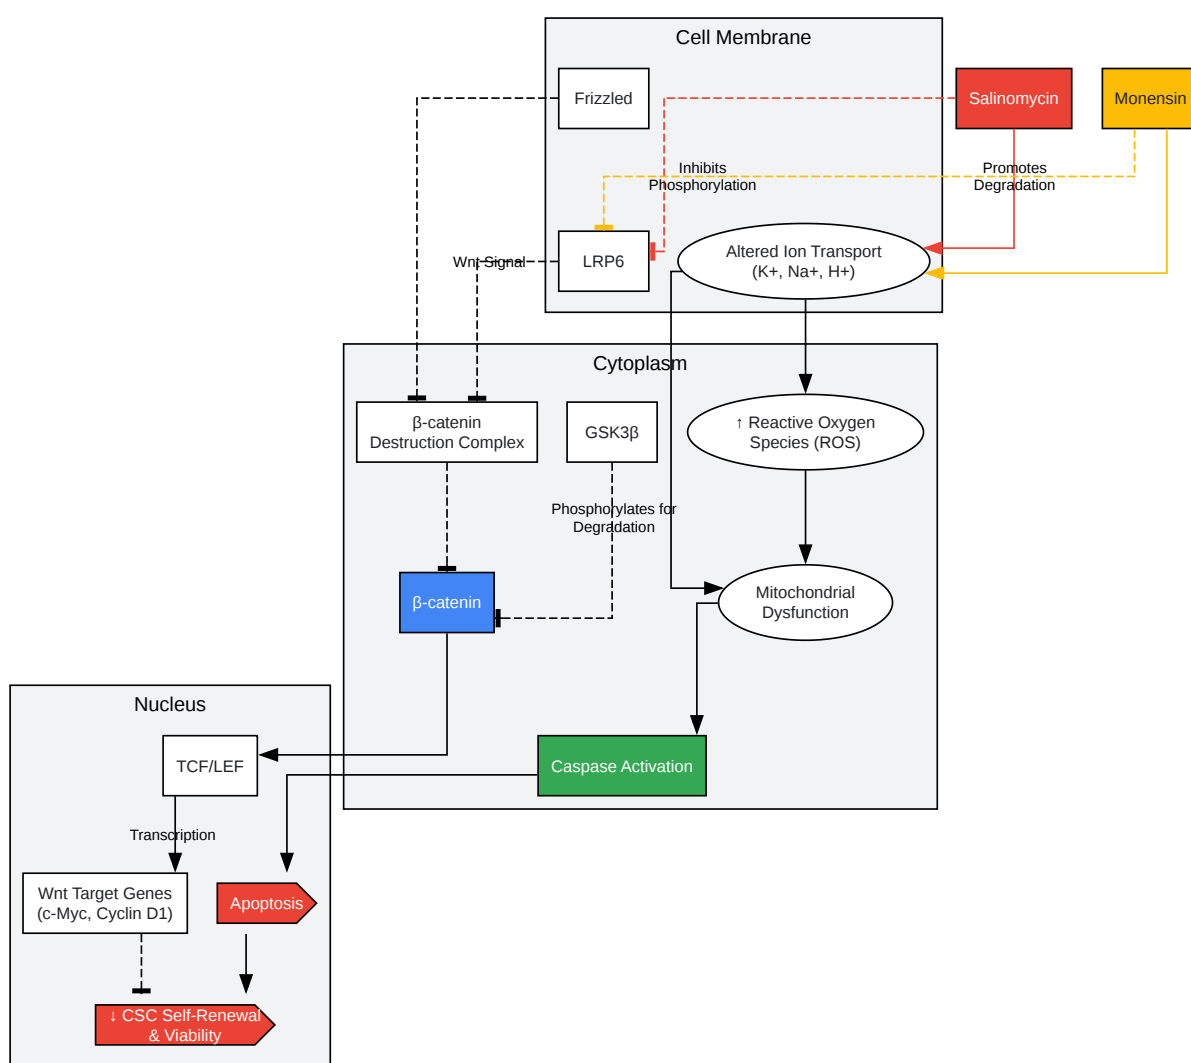 Cell Membrane
Frizzled
Salinomycin
Monensin
Inhibits
Phosphorylation
Promotes
Degradation
Wnt Signal
LRP6
Altered Ion Transport
(K+, Na+, H+)
Cytoplasm
β-catenin
Destruction Complex
GSK3β
↑ Reactive Oxygen
Species (ROS)
Phosphorylates for
Degradation
β-catenin
Mitochondrial
Dysfunction
Nucleus
TCF/LEF
Caspase Activation
Transcription
Wnt Target Genes
(c-Myc, Cyclin D1)
Apoptosis
↓ CSC Self-Renewal
& Viability